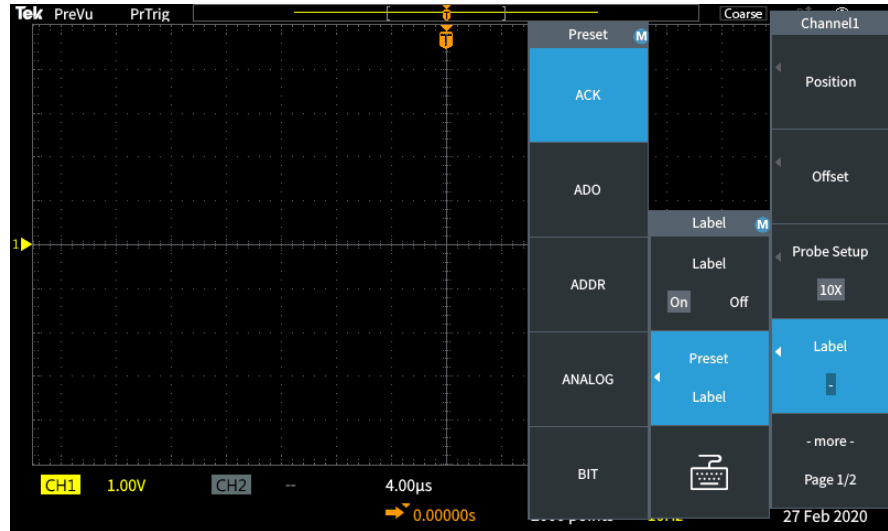 Tek PreVu PrTrig Coarse
T
Channel1
Position
Offset
Probe Setup
10X
Label
-
- more -
Page 1/2
Preset M
ACK
ADO
ADDR
ANALOG
BIT
Label M
Label
On Off
Preset
Label
1
CH1 1.00V CH2 -- 4.00µs
0.00000s
27 Feb 2020